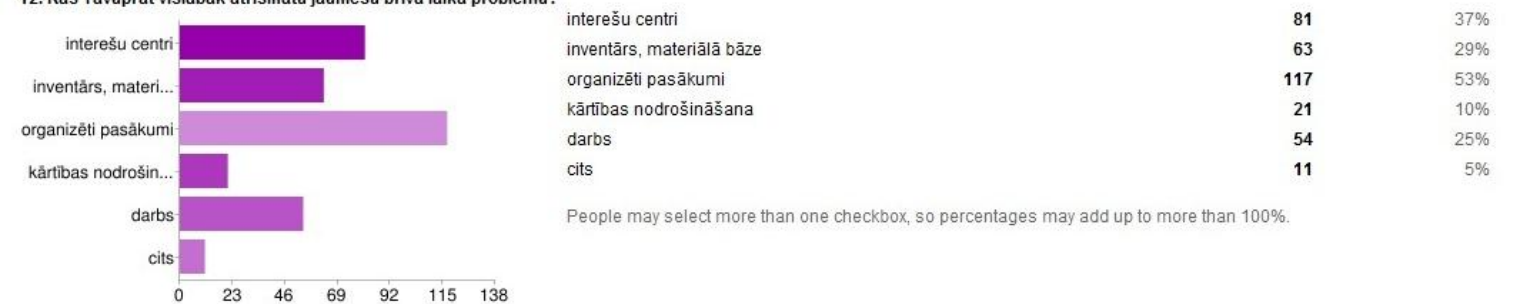 interešu centri
inventārs, materi...
organizēti pasākumi
kārtības nodrošin...
darbs
cits
0 23 46 69 92 115 138
interešu centri 81 37%
inventārs, materiālā bāze 63 29%
organizēti pasākumi 117 53%
kārtības nodrošināšana 21 10%
darbs 54 25%
cits 11 5%
People may select more than one checkbox, so percentages may add up to more than 100%.